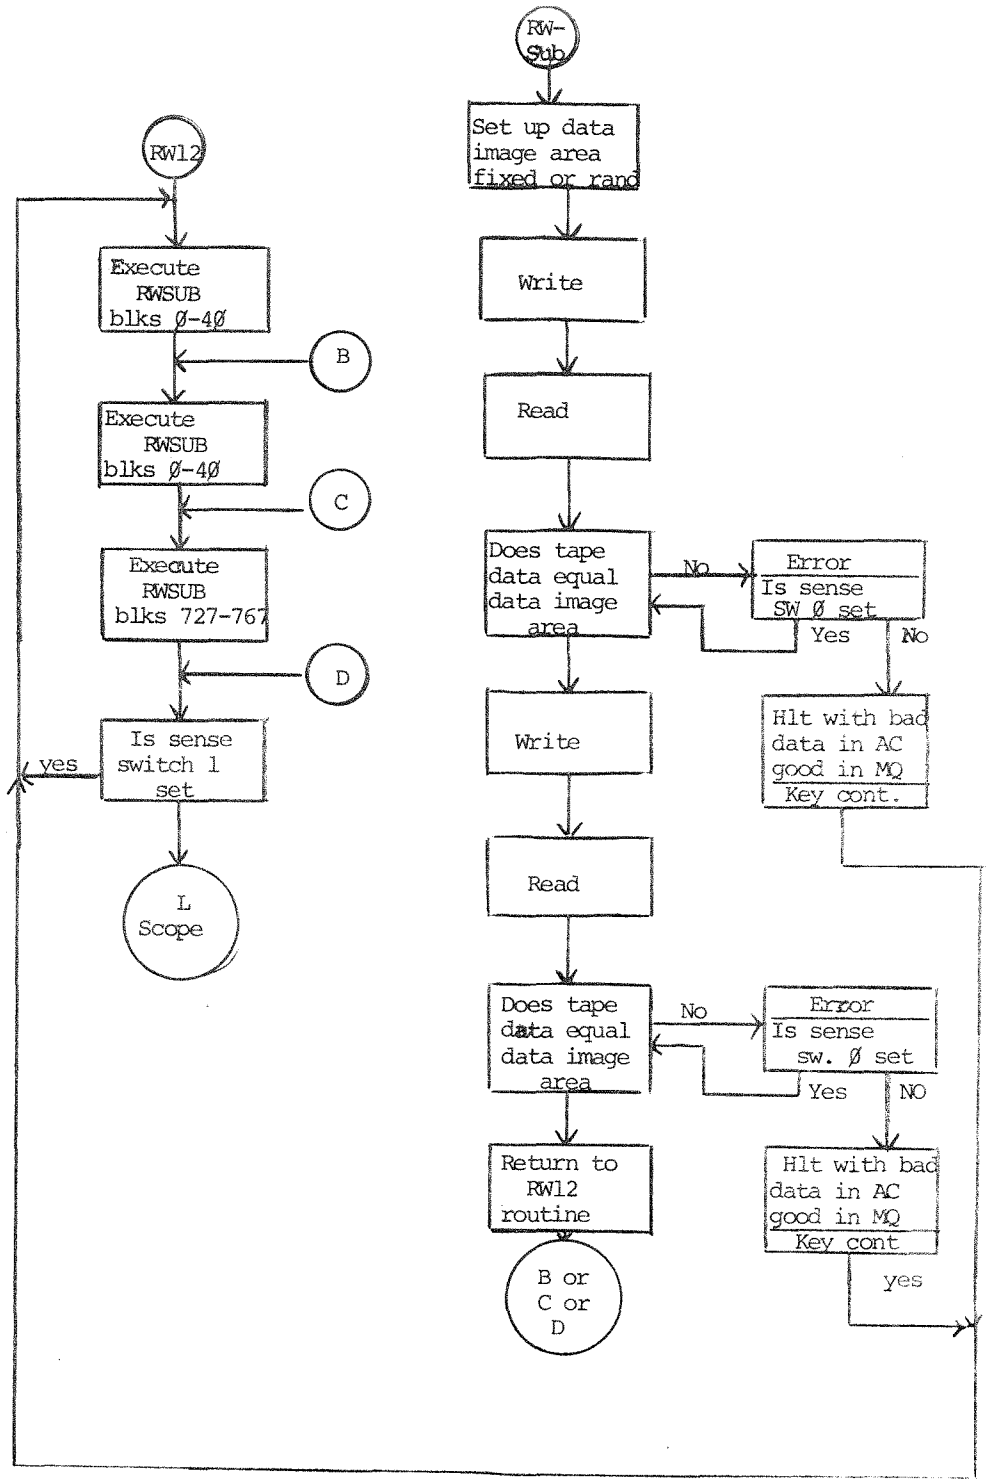 RW12
Execute
RWSUB
blks Ø-4Ø
B
Execute
RWSUB
blks Ø-4Ø
C
Execute
RWSUB
blks 727-767
D
Is sense
switch 1
set
yes
L
Scope
RW-
Sub
Set up data
image area
fixed or rand
Write
Read
Does tape
data equal
data image
area
No
Error
Is sense
SW Ø set
Yes
No
Hlt with bad
data in AC
good in MQ
Key cont.
Write
Read
Does tape
data equal
data image
area
No
Error
Is sense
sw. Ø set
Yes
NO
Hlt with bad
data in AC
good in MQ
Key cont
yes
Return to
RW12
routine
B or
C or
D